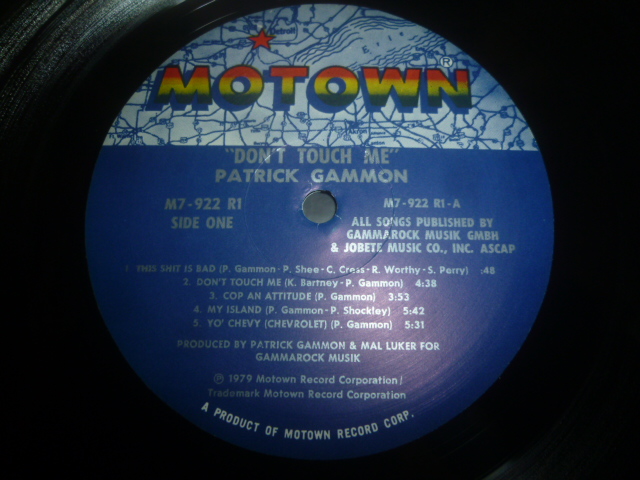 Detroit
MOTOWN®
"DON'T TOUCH ME"
PATRICK GAMMON
M7-922 R1
SIDE ONE
M7-922 R1-A
ALL SONGS PUBLISHED BY
GAMMAROCK MUSIK GMBH
& JOBETE MUSIC CO., INC. ASCAP
1. THIS SHIT IS BAD (P. Gammon-P. Shee-C. Cress-R. Worthy-S. Perry) :48
2. DON'T TOUCH ME (K. Bartney-P. Gammon) 4:38
3. COP AN ATTITUDE (P. Gammon) 3:53
4. MY ISLAND (P. Gammon-P. Shockley) 5:42
5. YO' CHEVY (CHEVROLET) (P. Gammon) 5:31
PRODUCED BY PATRICK GAMMON & MAL LUKER FOR
GAMMAROCK MUSIK
℗ 1979 Motown Record Corporation/
Trademark Motown Record Corporation
A PRODUCT OF MOTOWN RECORD CORP.